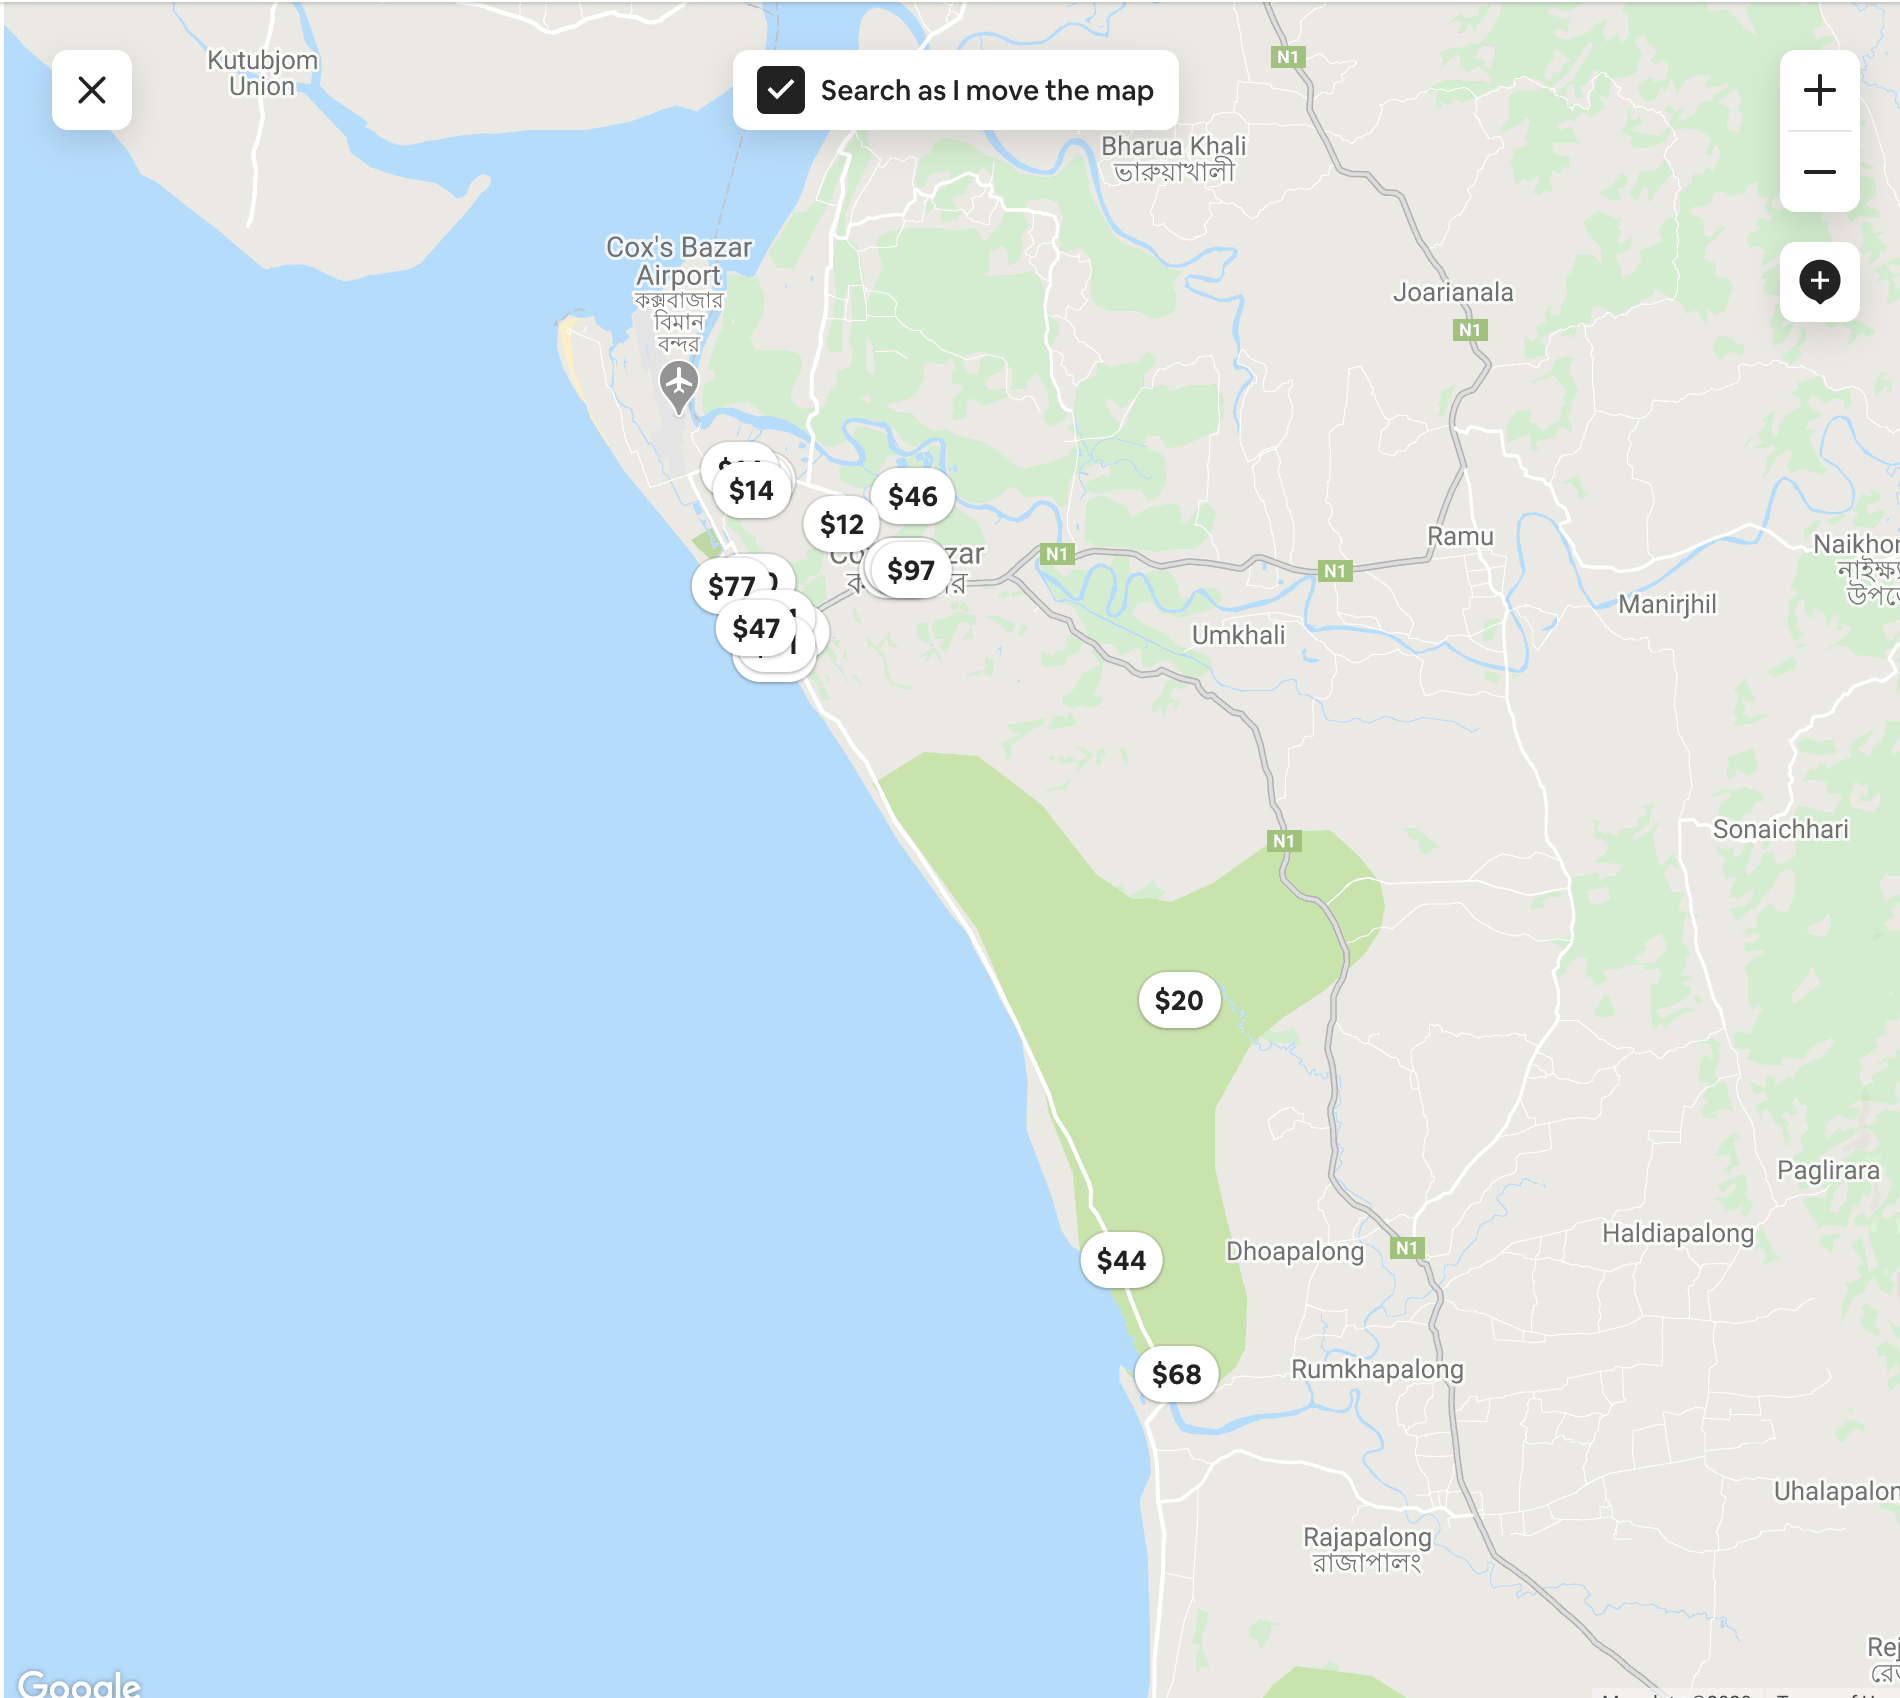 Kutubjom
Union
Search as I move the map
N1
Bharua Khali
ভারুয়াখালী
Cox's Bazar
Airport
কক্সবাজার
বিমান
বন্দর
Joarianala
N1
$14
$46
$12
$97
N1
N1
Ramu
$77
$47
Umkhali
Manirjhil
N1
Sonaichhari
$20
Paglirara
Haldiapalong
$44
Dhoapalong
N1
$68
Rumkhapalong
Rajapalong
রাজাপালং
Google